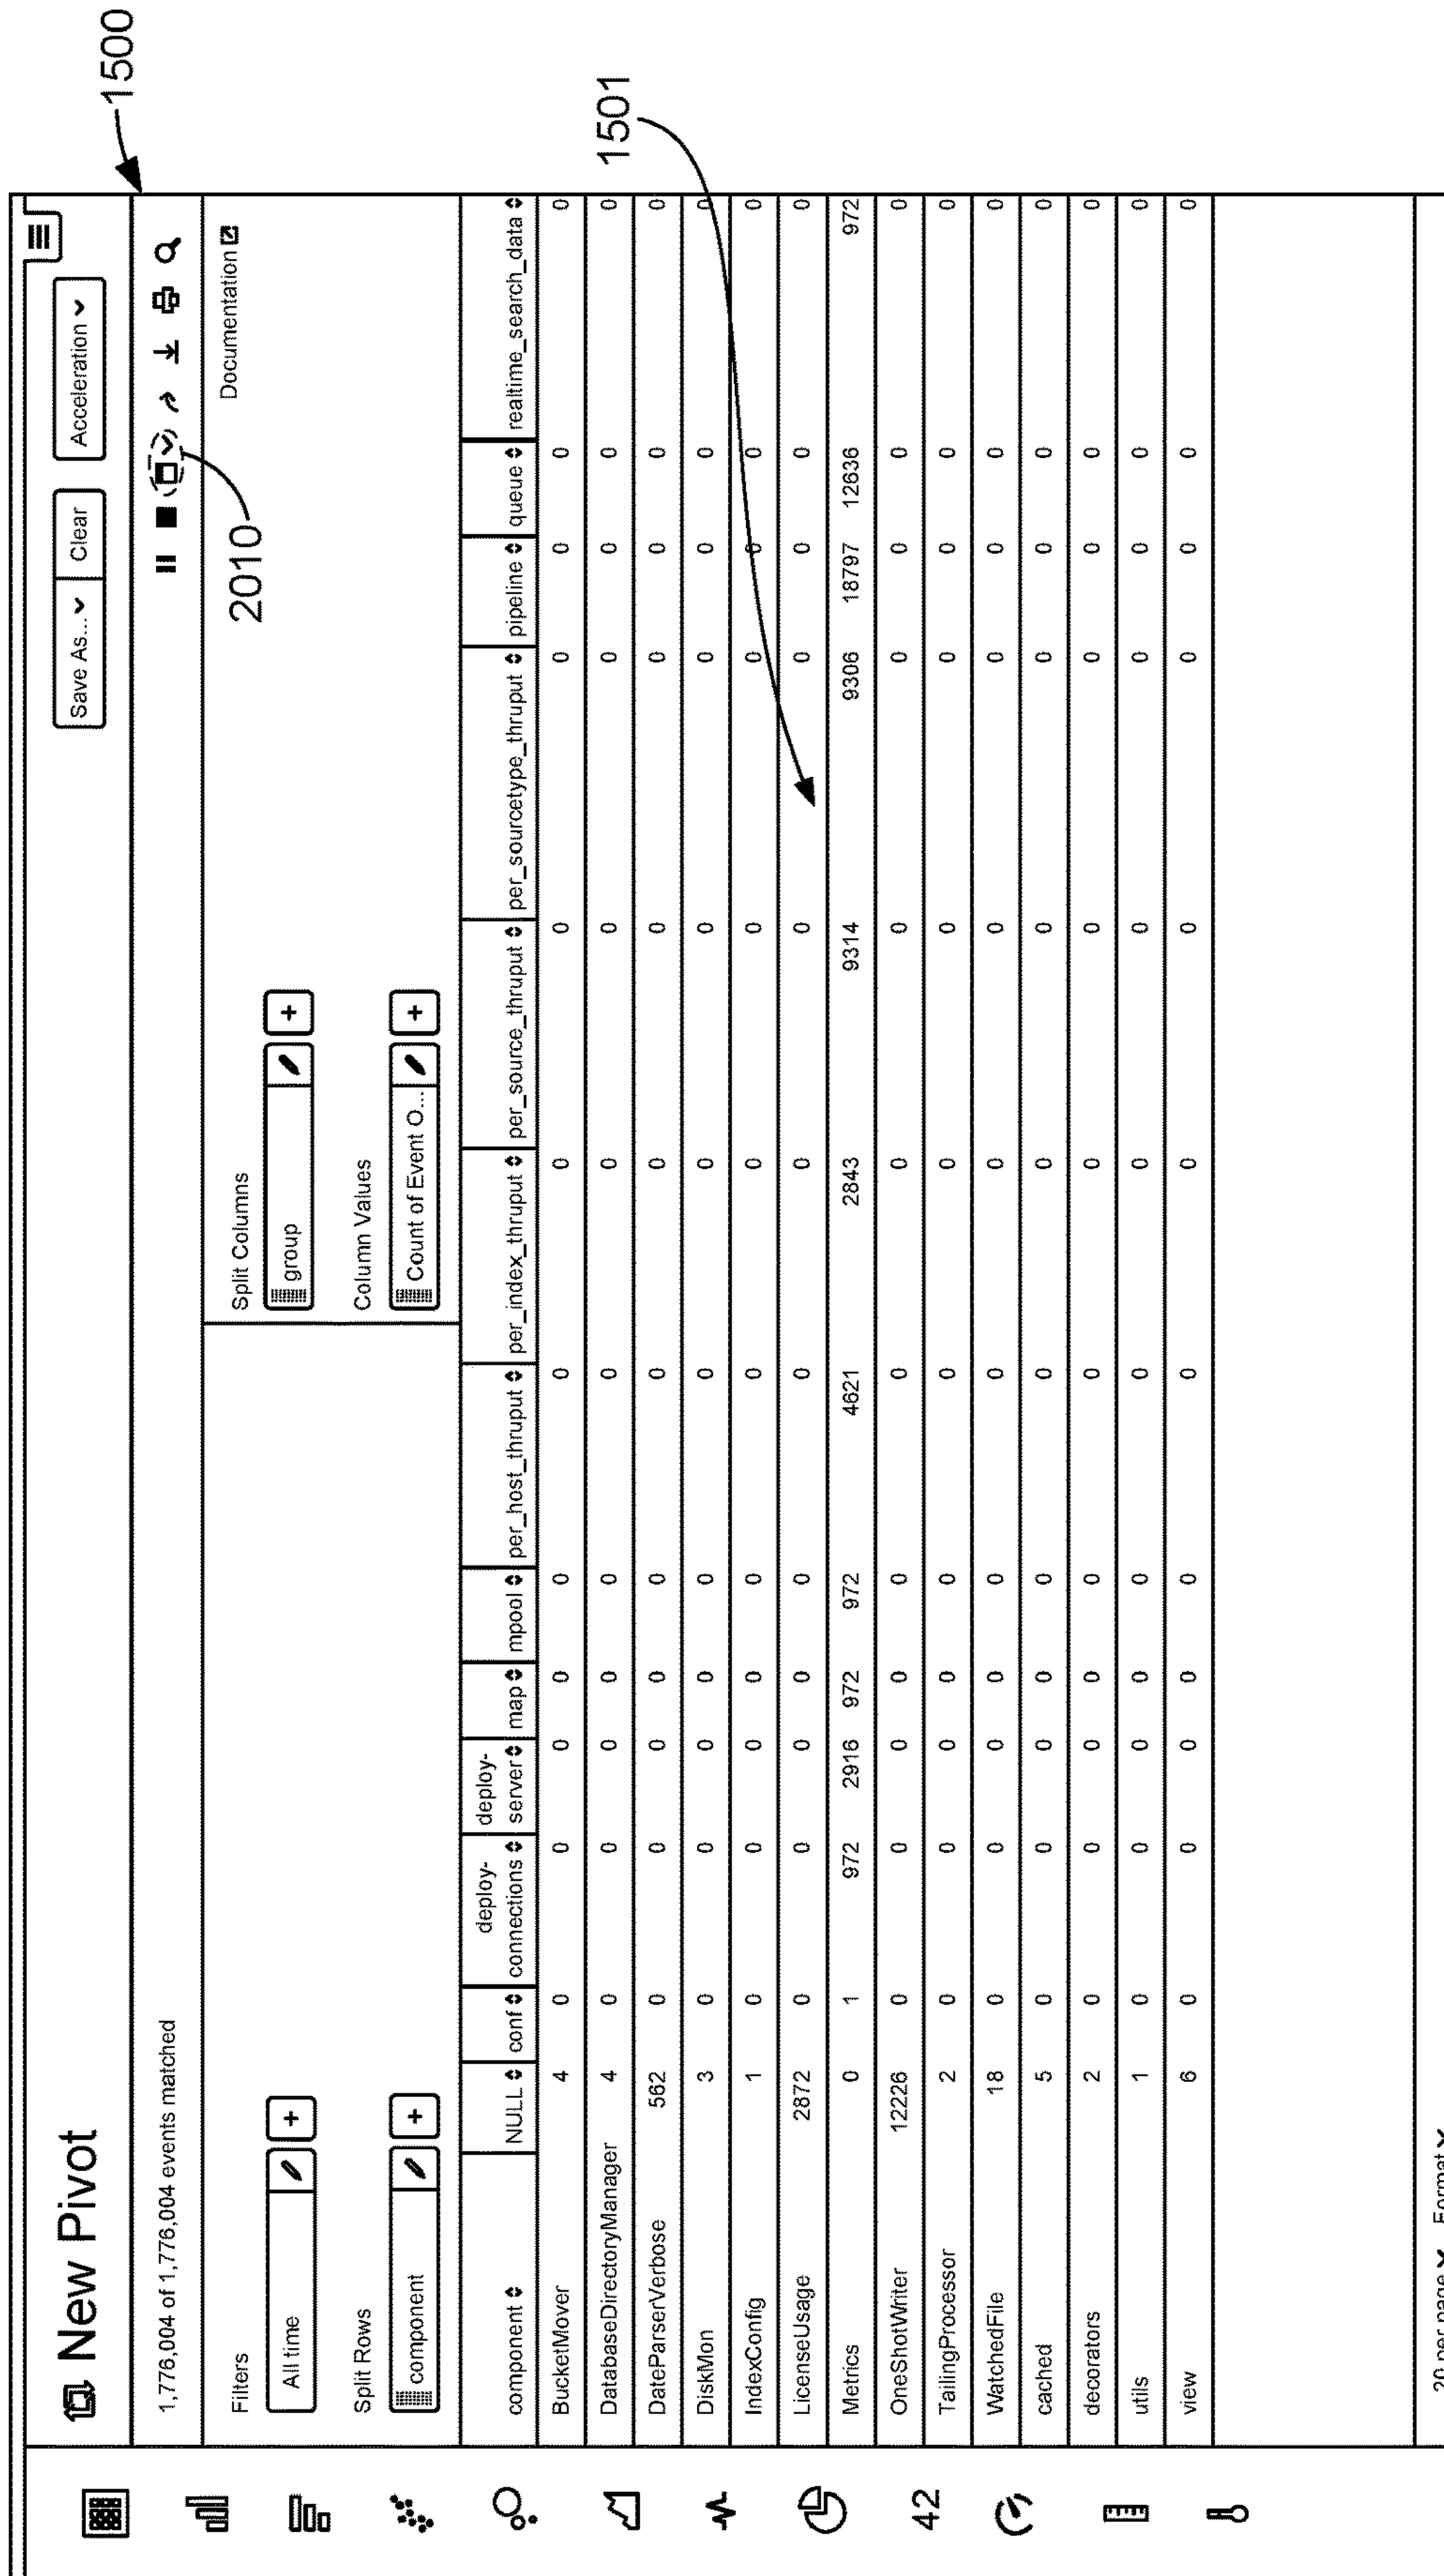 New Pivot
Save As... Clear Acceleration
1500
1,776,004 of 1,776,004 events matched
2010
Filters
Split Columns
Documentation
All time +
group +
Split Rows
Column Values
component +
Count of Event O... +
component NULL conf deploy-connections deploy-server map mpool per_host_thruput per_index_thruput per_source_thruput per_sourcetype_thruput pipeline queue realtime_search_data
BucketMover 4 0 0 0 0 0 0 0 0 0 0 0 0
DatabaseDirectoryManager 4 0 0 0 0 0 0 0 0 0 0 0 0
1501
DateParserVerbose 562 0 0 0 0 0 0 0 0 0 0 0 0
DiskMon 3 0 0 0 0 0 0 0 0 0 0 0 0
IndexConfig 1 0 0 0 0 0 0 0 0 0 0 0 0
LicenseUsage 2872 0 0 0 0 0 0 0 0 0 0 0 0
Metrics 0 1 972 2916 972 972 4621 2843 9314 9306 18797 12636 972
OneShotWriter 12226 0 0 0 0 0 0 0 0 0 0 0 0
42
TailingProcessor 2 0 0 0 0 0 0 0 0 0 0 0 0
WatchedFile 18 0 0 0 0 0 0 0 0 0 0 0 0
cached 5 0 0 0 0 0 0 0 0 0 0 0 0
decorators 2 0 0 0 0 0 0 0 0 0 0 0 0
utils 1 0 0 0 0 0 0 0 0 0 0 0 0
view 6 0 0 0 0 0 0 0 0 0 0 0 0
20 per page Format